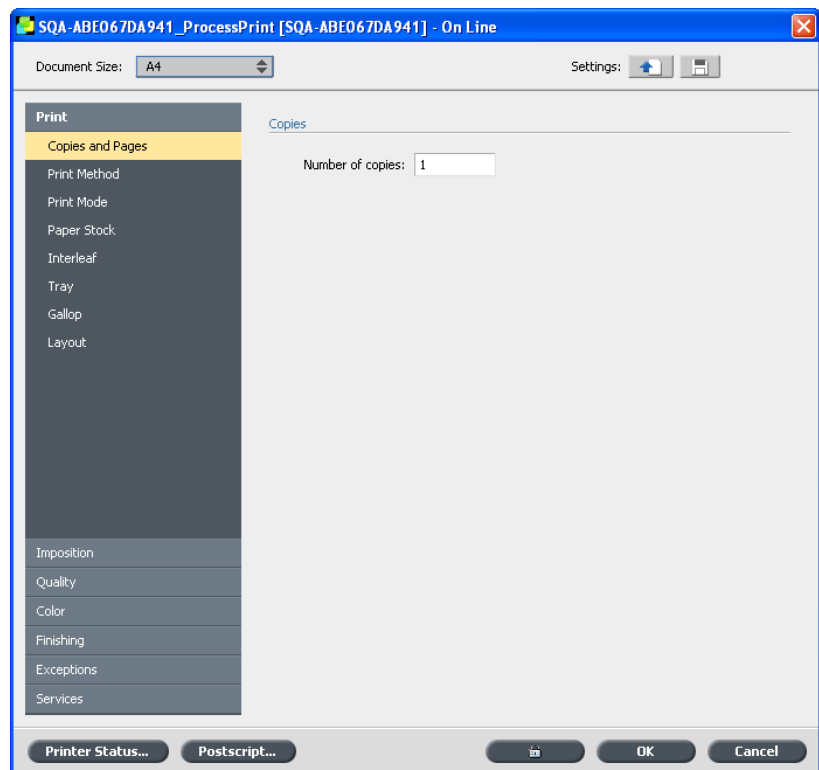 SQA-ABE067DA941_ProcessPrint [SQA-ABE067DA941] - On Line
Document Size: A4
Settings:
Print
Copies and Pages
Print Method
Print Mode
Paper Stock
Interleaf
Tray
Gallop
Layout
Imposition
Quality
Color
Finishing
Exceptions
Services
Copies
Number of copies: 1
Printer Status... Postscript... OK Cancel